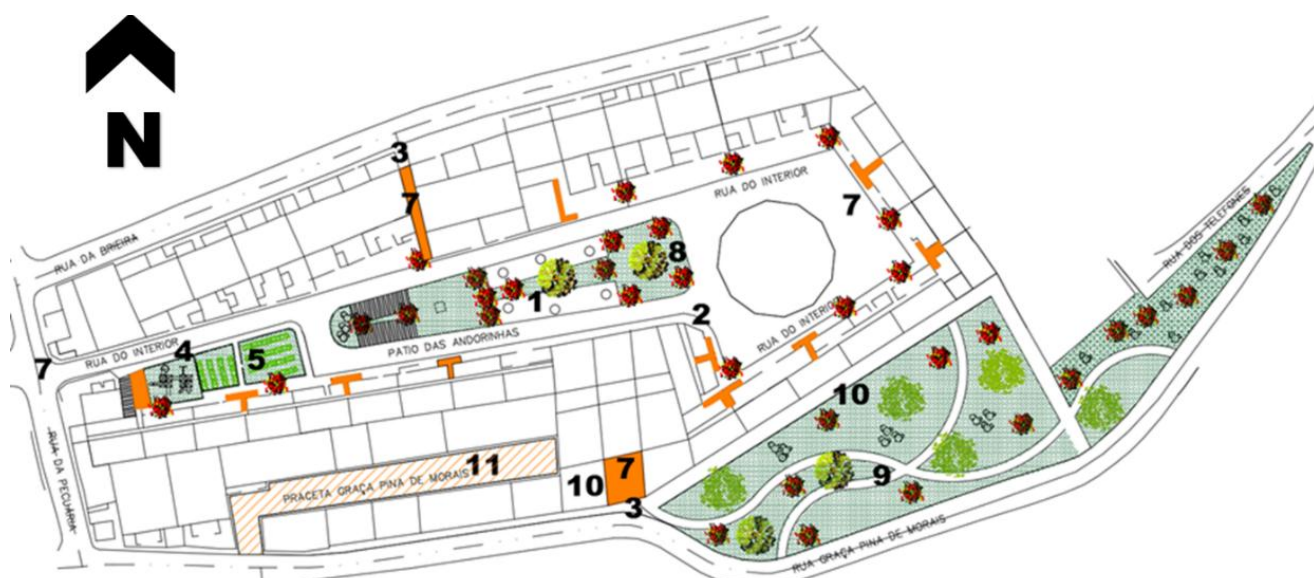 N
3
7
RUA DO INTERIOR
7
RUA DA BRIEIRA
8
RUA DOS TELEFONES
1
2
RUA DO INTERIOR
PATIO DAS ANDORINHAS
4
5
RUA DO INTERIOR
7
10
11
7
10
3
9
PRACETA GRAÇA PINA DE MORAIS
RUA DA PECUÁRIA
RUA GRAÇA PINA DE MORAIS